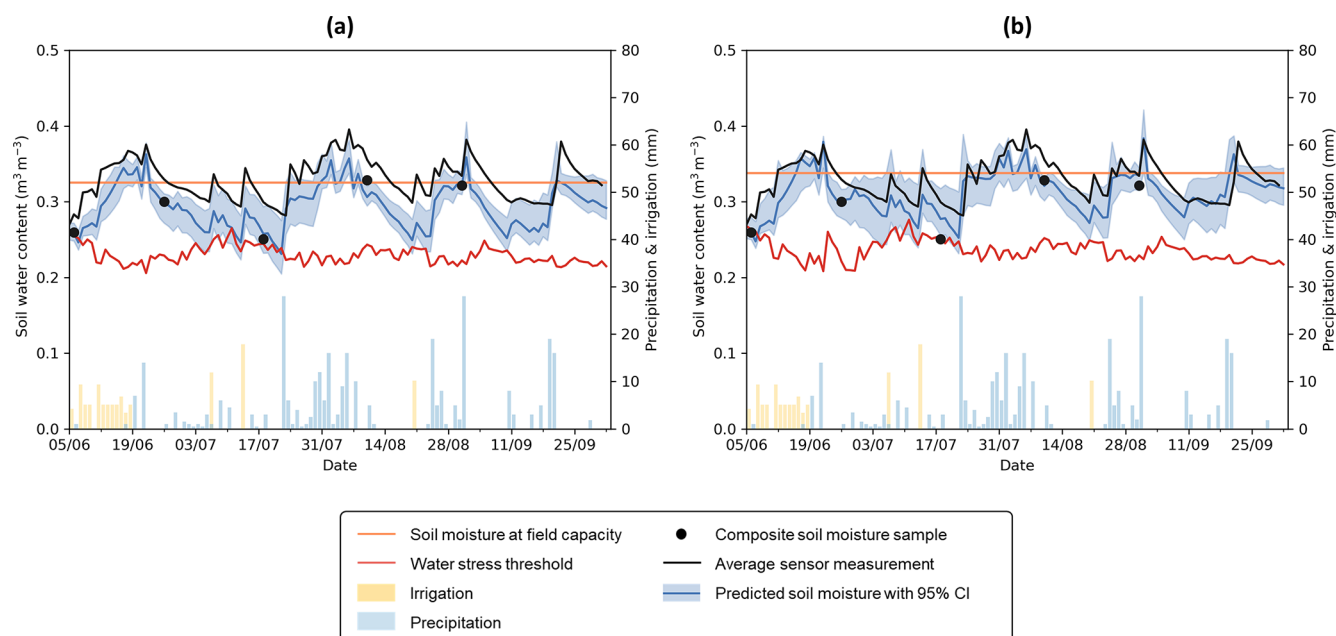 (a)
(b)
0.5
0.4
0.3
0.2
0.1
0.0
Soil water content (m³ m⁻³)
80
70
60
50
40
30
20
10
0
Precipitation & irrigation (mm)
05/06 19/06 03/07 17/07 31/07 14/08 28/08 11/09 25/09
Date
0.5
0.4
0.3
0.2
0.1
0.0
Soil water content (m³ m⁻³)
80
70
60
50
40
30
20
10
0
Precipitation & irrigation (mm)
05/06 19/06 03/07 17/07 31/07 14/08 28/08 11/09 25/09
Date
Soil moisture at field capacity
Water stress threshold
Irrigation
Precipitation
Composite soil moisture sample
Average sensor measurement
Predicted soil moisture with 95% CI